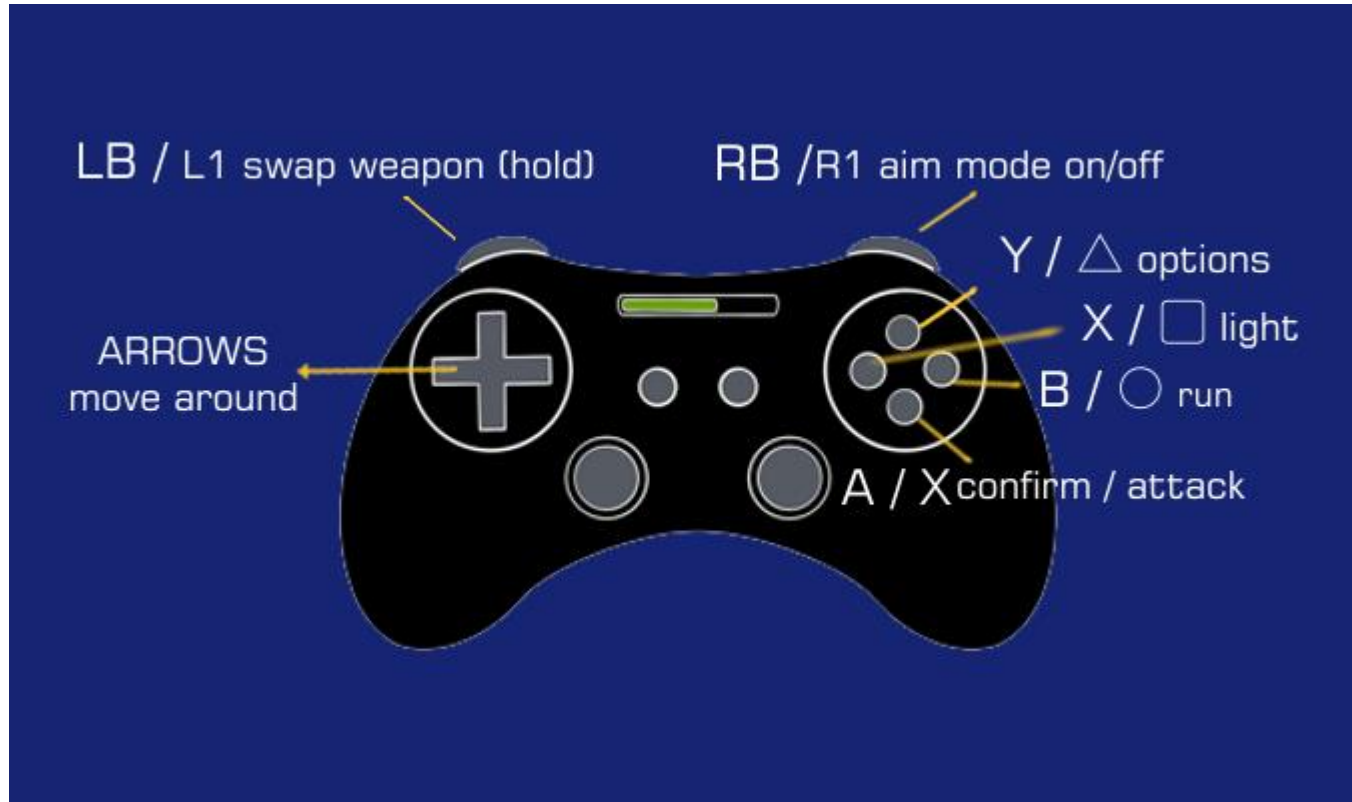 LB / L1 swap weapon (hold)
RB /R1 aim mode on/off
Y / △ options
X / □ light
ARROWS
move around
B / ○ run
A / X confirm / attack